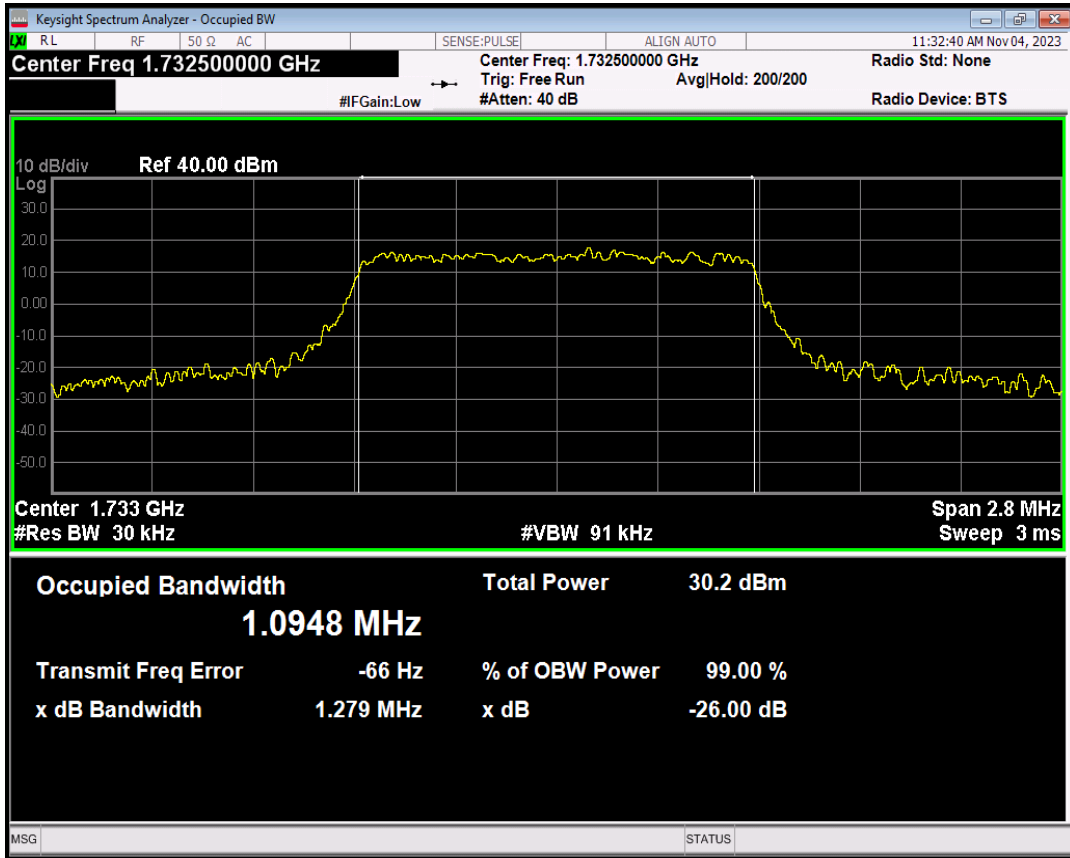 Keysight Spectrum Analyzer - Occupied BW
LXI RL RF 50 Ω AC SENSE:PULSE ALIGN AUTO 11:32:40 AM Nov 04, 2023
Center Freq 1.732500000 GHz
Center Freq: 1.732500000 GHz
Radio Std: None
Trig: Free Run Avg|Hold: 200/200
#IFGain:Low #Atten: 40 dB Radio Device: BTS
10 dB/div Ref 40.00 dBm
Log
30.0
20.0
10.0
0.00
-10.0
-20.0
-30.0
-40.0
-50.0
Center 1.733 GHz Span 2.8 MHz
#Res BW 30 kHz #VBW 91 kHz Sweep 3 ms
Occupied Bandwidth Total Power 30.2 dBm
1.0948 MHz
Transmit Freq Error -66 Hz % of OBW Power 99.00 %
x dB Bandwidth 1.279 MHz x dB -26.00 dB
MSG STATUS